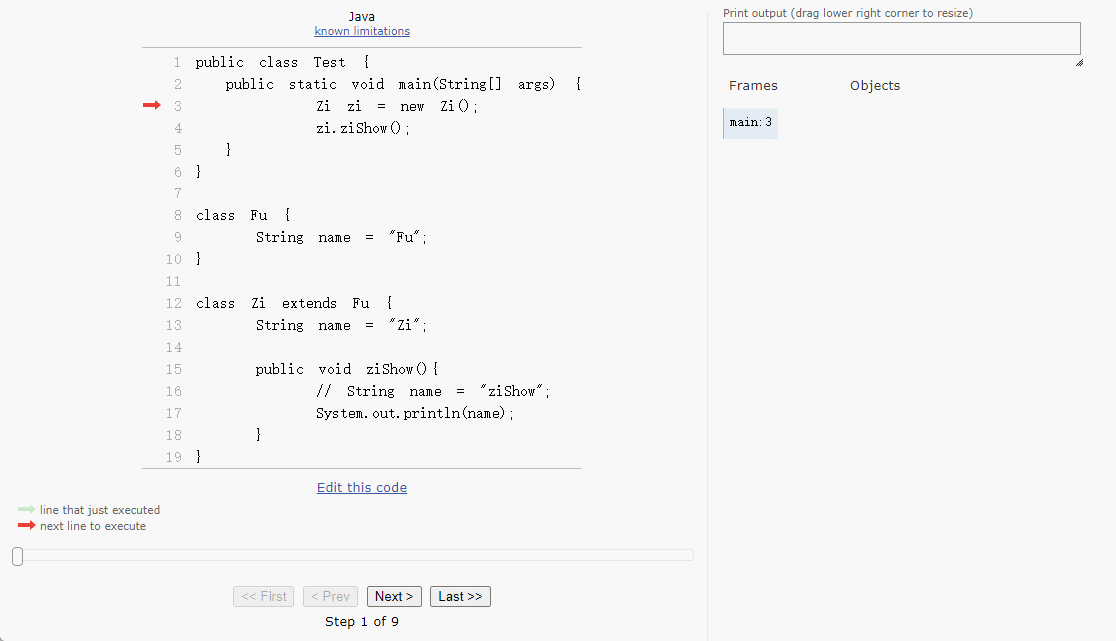 Java
known limitations
1 public class Test {
2 public static void main(String[] args) {
3 Zi zi = new Zi();
4 zi.ziShow();
5 }
6 }
7
8 class Fu {
9 String name = "Fu";
10 }
11
12 class Zi extends Fu {
13 String name = "Zi";
14
15 public void ziShow(){
16 // String name = "ziShow";
17 System.out.println(name);
18 }
19 }
Edit this code
line that just executed
next line to execute
<< First < Prev Next > Last >>
Step 1 of 9
Print output (drag lower right corner to resize)
Frames Objects
main:3